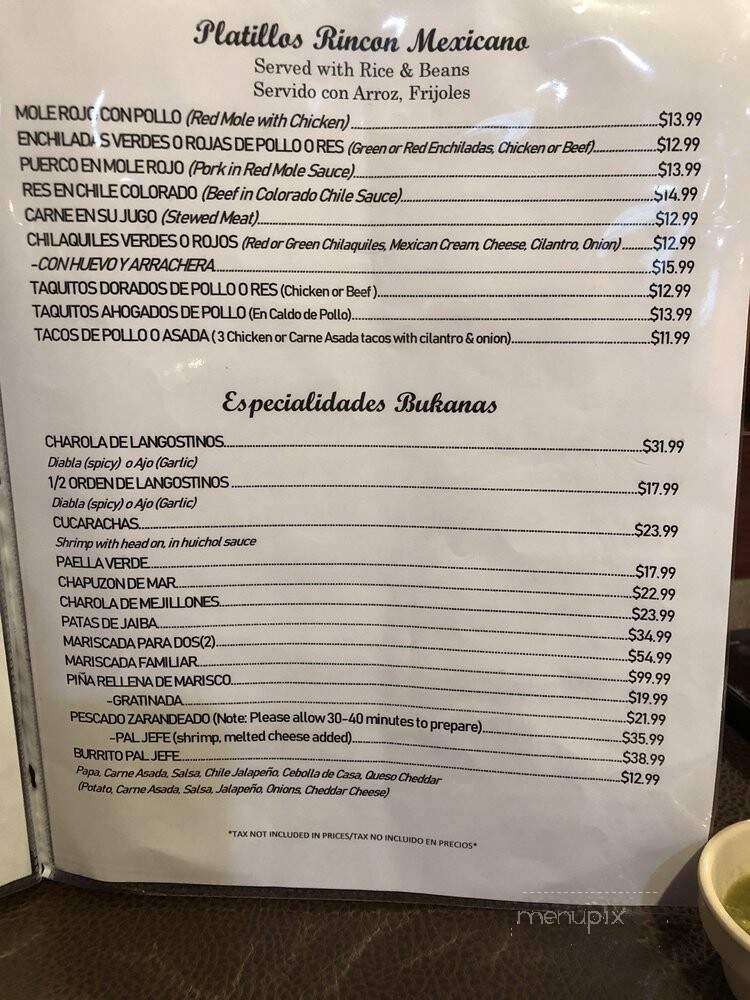 Platillos Rincon Mexicano
Served with Rice & Beans
Servido con Arroz, Frijoles
MOLE ROJO CON POLLO (Red Mole with Chicken) $13.99
ENCHILADAS VERDES O ROJAS DE POLLO O RES (Green or Red Enchiladas, Chicken or Beef) $12.99
PUERCO EN MOLE ROJO (Pork in Red Mole Sauce) $13.99
RES EN CHILE COLORADO (Beef in Colorado Chile Sauce) $14.99
CARNE EN SU JUGO (Stewed Meat) $12.99
CHILAQUILES VERDES O ROJOS (Red or Green Chilaquiles, Mexican Cream, Cheese, Cilantro, Onion) $12.99
-CON HUEVO Y ARRACHERA $15.99
TAQUITOS DORADOS DE POLLO O RES (Chicken or Beef) $12.99
TAQUITOS AHOGADOS DE POLLO (En Caldo de Pollo) $13.99
TACOS DE POLLO O ASADA ( 3 Chicken or Carne Asada tacos with cilantro & onion) $11.99
Especialidades Bukanas
CHAROLA DE LANGOSTINOS $31.99
Diabla (spicy) o Ajo (Garlic)
1/2 ORDEN DE LANGOSTINOS $17.99
Diabla (spicy) o Ajo (Garlic)
CUCARACHAS $23.99
Shrimp with head on, in huichol sauce
PAELLA VERDE $17.99
CHAPUZON DE MAR $22.99
CHAROLA DE MEJILLONES $23.99
PATAS DE JAIBA $34.99
MARISCADA PARA DOS(2) $54.99
MARISCADA FAMILIAR $99.99
PIÑA RELLENA DE MARISCO $19.99
-GRATINADA $21.99
PESCADO ZARANDEADO (Note: Please allow 30-40 minutes to prepare) $35.99
-PAL JEFE (shrimp, melted cheese added) $38.99
BURRITO PAL JEFE $12.99
Papa, Carne Asada, Salsa, Chile Jalapeño, Cebolla de Casa, Queso Cheddar
(Potato, Carne Asada, Salsa, Jalapeño, Onions, Cheddar Cheese)
*TAX NOT INCLUDED IN PRICES/TAX NO INCLUIDO EN PRECIOS*
menupix